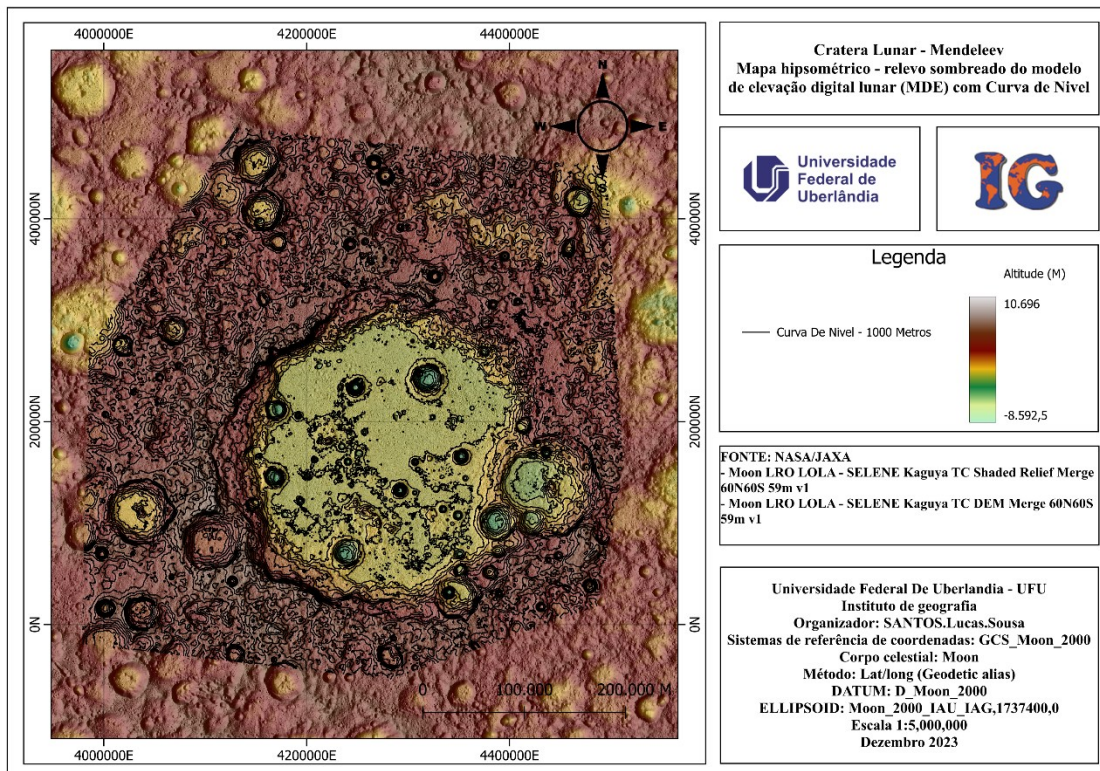 4000000E 4200000E 4400000E
N
W E
400000N 400000N
200000N 200000N
0N 0N
0 100.000 200.000 M
4000000E 4200000E 4400000E
Cratera Lunar - Mendeleev
Mapa hipsométrico - relevo sombreado do modelo
de elevação digital lunar (MDE) com Curva de Nivel
Universidade
Federal de
Uberlândia
IG
Legenda
Altitude (M)
10.696
Curva De Nivel - 1000 Metros
-8.592,5
FONTE: NASA/JAXA
- Moon LRO LOLA - SELENE Kaguya TC Shaded Relief Merge
60N60S 59m v1
- Moon LRO LOLA - SELENE Kaguya TC DEM Merge 60N60S
59m v1
Universidade Federal De Uberlandia - UFU
Instituto de geografia
Organizador: SANTOS.Lucas.Sousa
Sistemas de referência de coordenadas: GCS_Moon_2000
Corpo celestial: Moon
Método: Lat/long (Geodetic alias)
DATUM: D_Moon_2000
ELLIPSOID: Moon_2000_IAU_IAG,1737400,0
Escala 1:5,000,000
Dezembro 2023